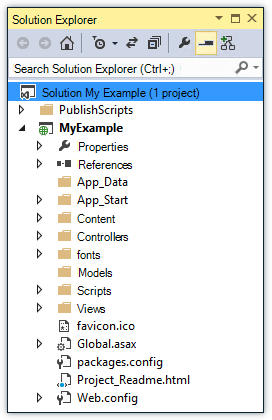 Solution Explorer
Search Solution Explorer (Ctrl+;)
Solution My Example (1 project)
PublishScripts
MyExample
Properties
References
App_Data
App_Start
Content
Controllers
fonts
Models
Scripts
Views
favicon.ico
Global.asax
packages.config
Project_Readme.html
Web.config